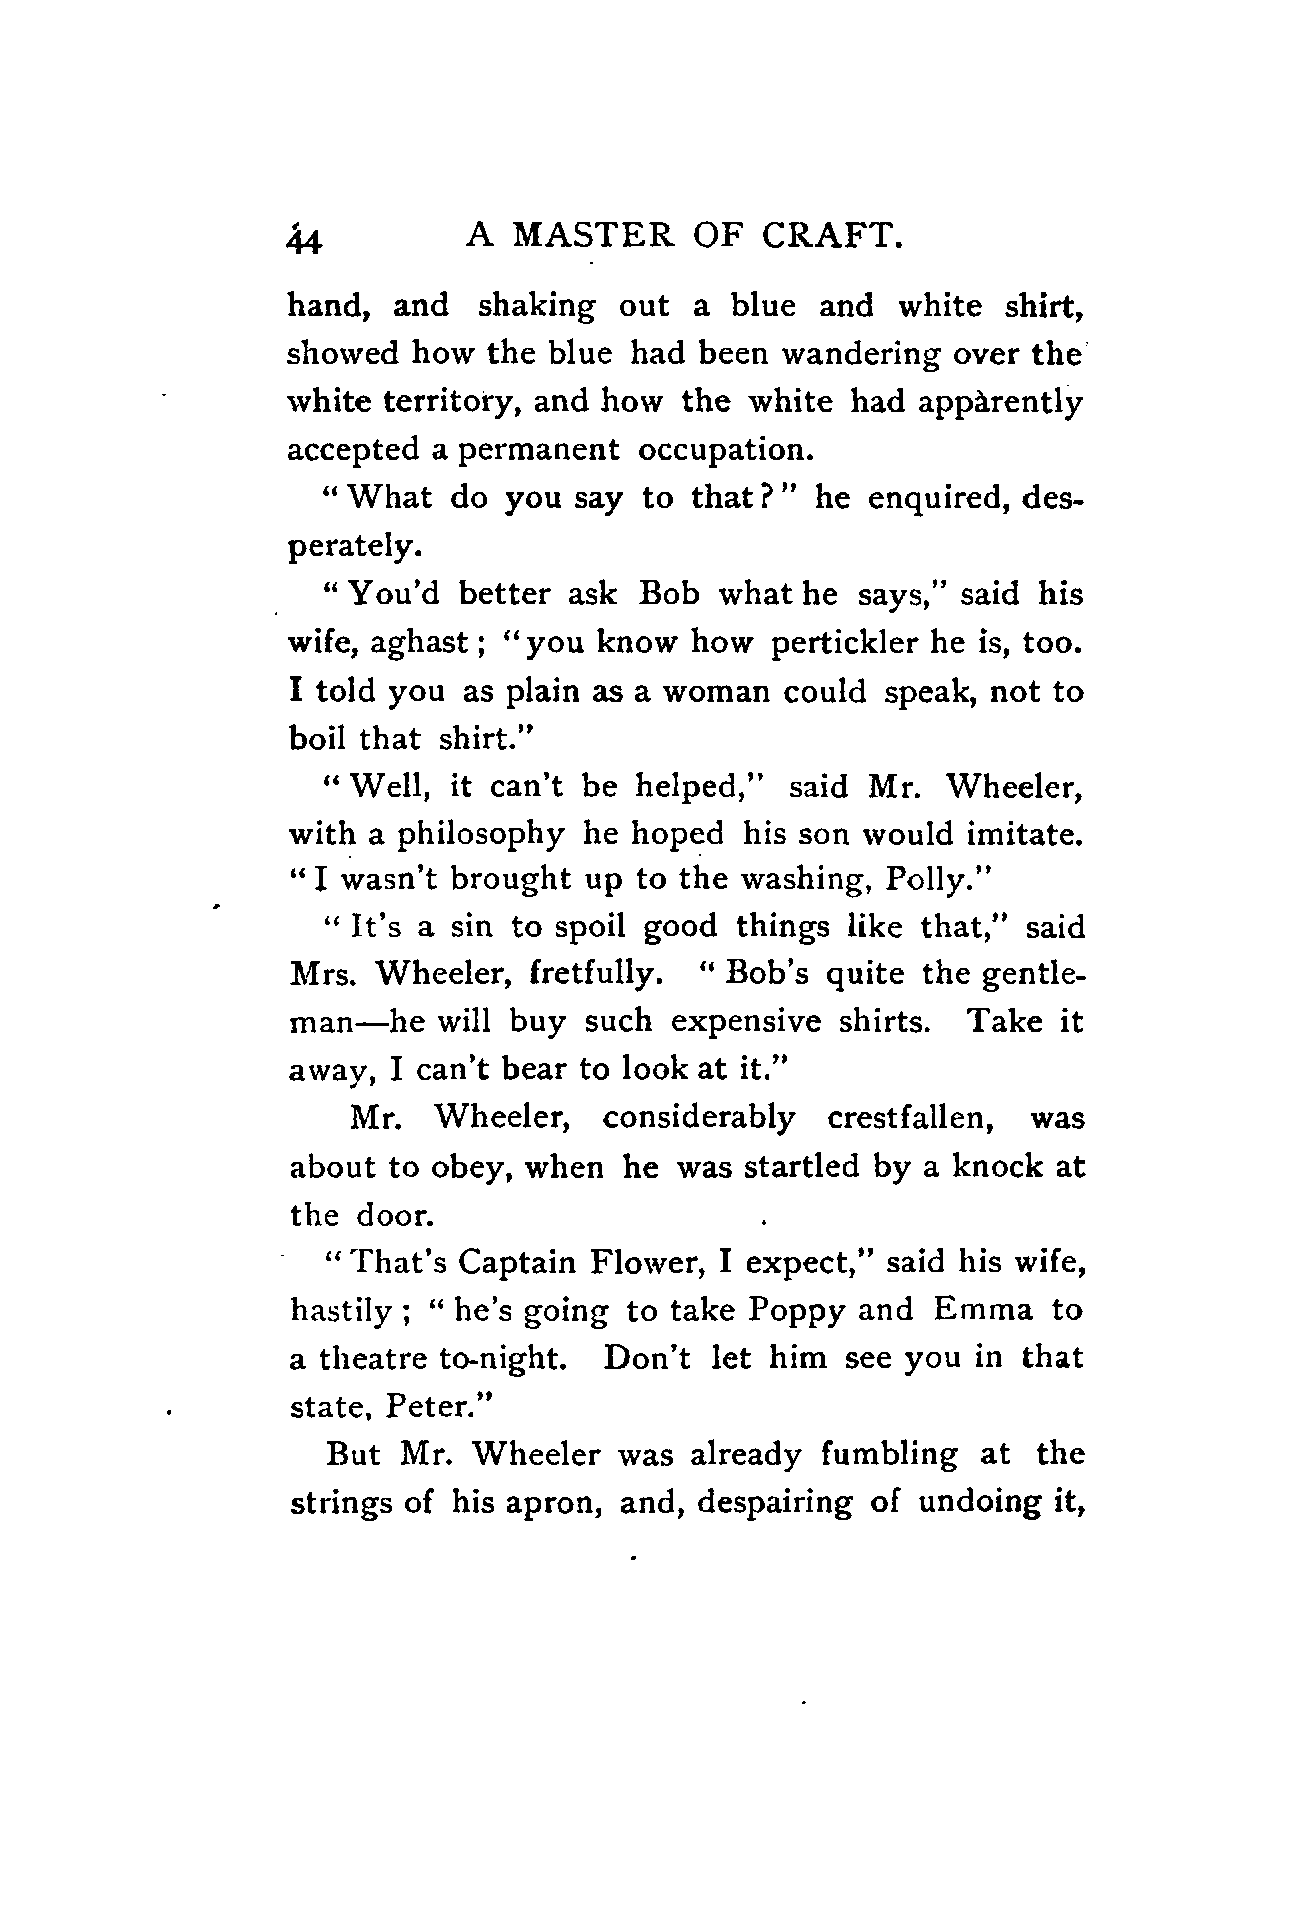 44 A MASTER OF CRAFT.
hand, and shaking out a blue and white shirt,
showed how the blue had been wandering over the
white territory, and how the white had apparently
accepted a permanent occupation.
“What do you say to that?” he enquired, des-
perately.
“You’d better ask Bob what he says,” said his
wife, aghast; “you know how pertickler he is, too.
I told you as plain as a woman could speak, not to
boil that shirt.”
“Well, it can’t be helped,” said Mr. Wheeler,
with a philosophy he hoped his son would imitate.
“I wasn’t brought up to the washing, Polly.”
“It’s a sin to spoil good things like that,” said
Mrs. Wheeler, fretfully. “Bob’s quite the gentle-
man—he will buy such expensive shirts. Take it
away, I can’t bear to look at it.”
Mr. Wheeler, considerably crestfallen, was
about to obey, when he was startled by a knock at
the door.
“That’s Captain Flower, I expect,” said his wife,
hastily; “he’s going to take Poppy and Emma to
a theatre to-night. Don’t let him see you in that
state, Peter.”
But Mr. Wheeler was already fumbling at the
strings of his apron, and, despairing of undoing it,